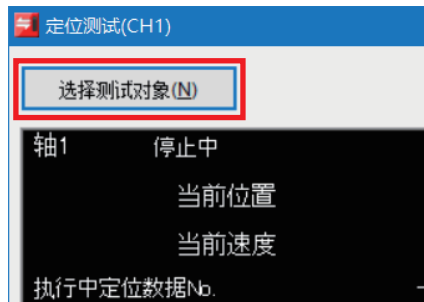 定位测试(CH1)
选择测试对象(N)
轴1 停止中
当前位置
当前速度
执行中定位数据No. -